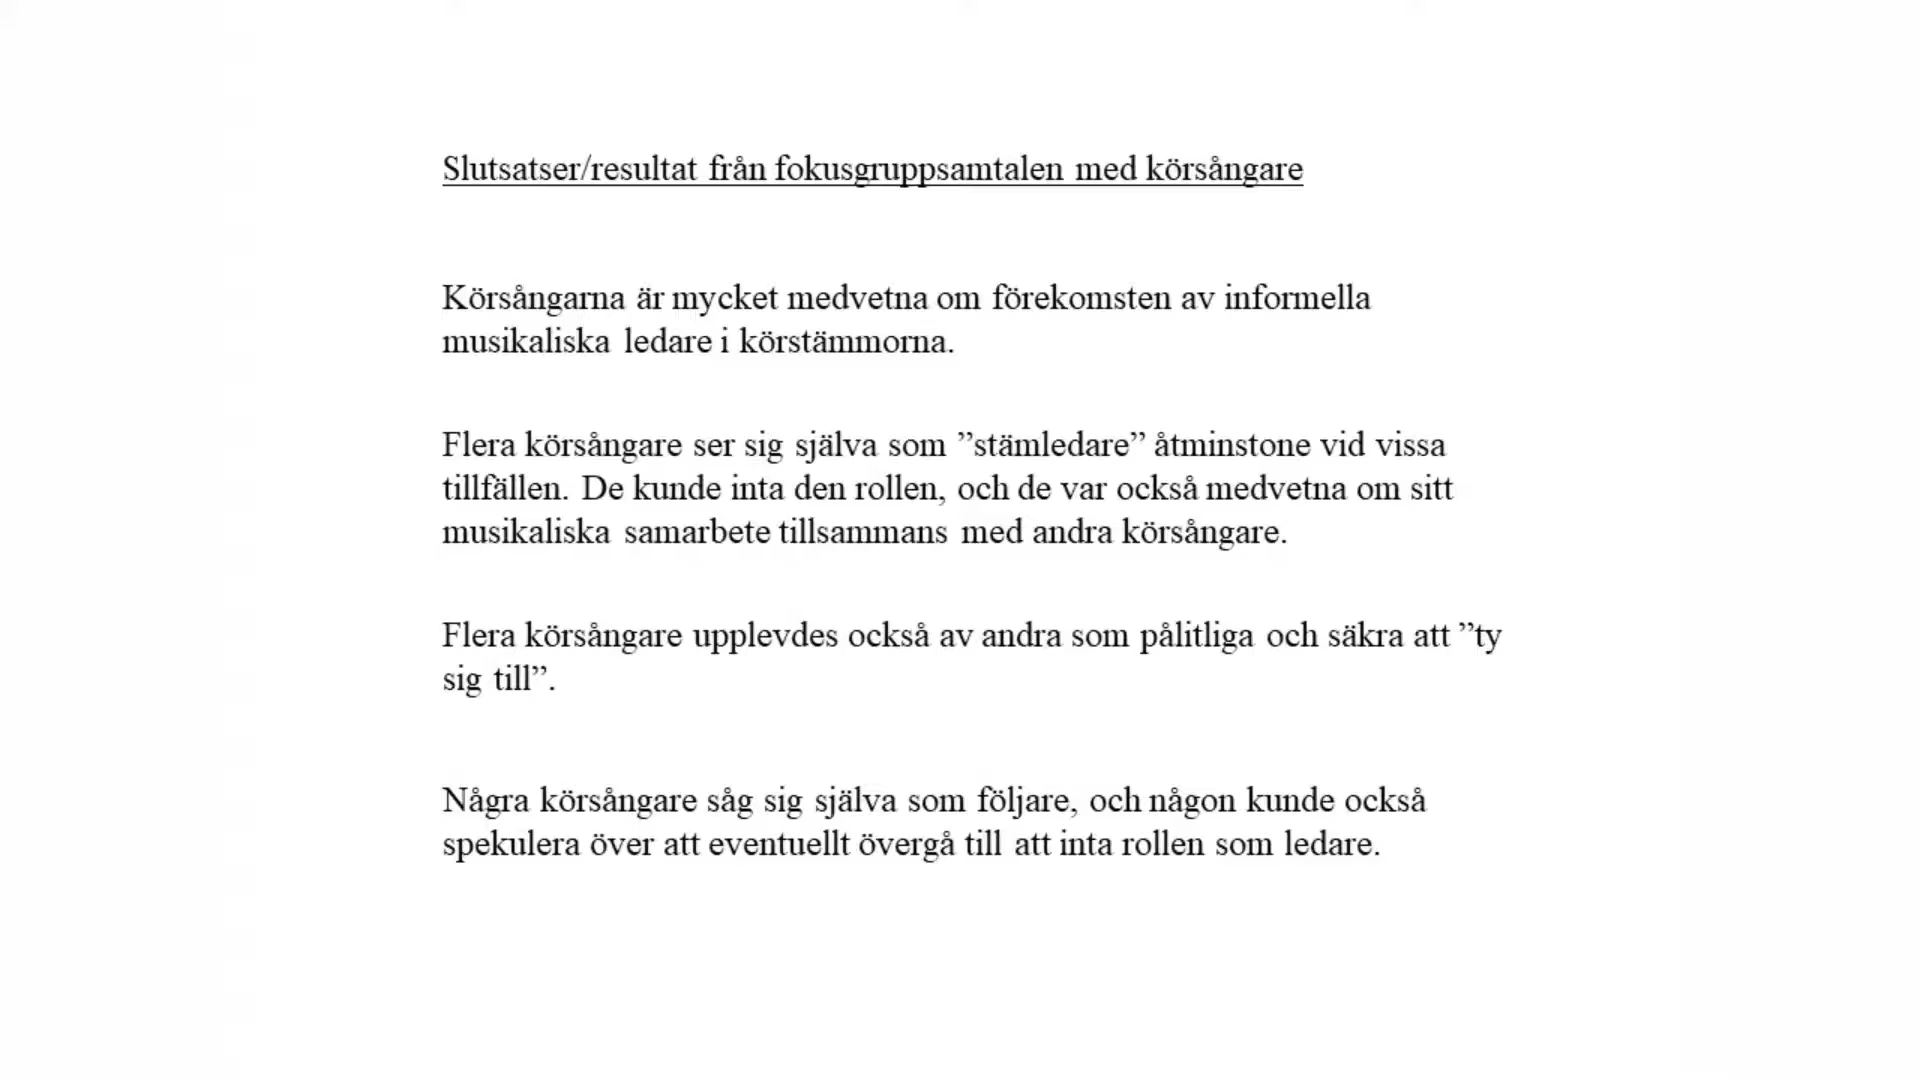 Slutsatser/resultat från fokusgruppsamtalen med körsångare
Körsångarna är mycket medvetna om förekomsten av informella
musikaliska ledare i körstämmorna.
Flera körsångare ser sig själva som ”stämledare” åtminstone vid vissa
tillfällen. De kunde inta den rollen, och de var också medvetna om sitt
musikaliska samarbete tillsammans med andra körsångare.
Flera körsångare upplevdes också av andra som pålitliga och säkra att ”ty
sig till”.
Några körsångare såg sig själva som följare, och någon kunde också
spekulera över att eventuellt övergå till att inta rollen som ledare.